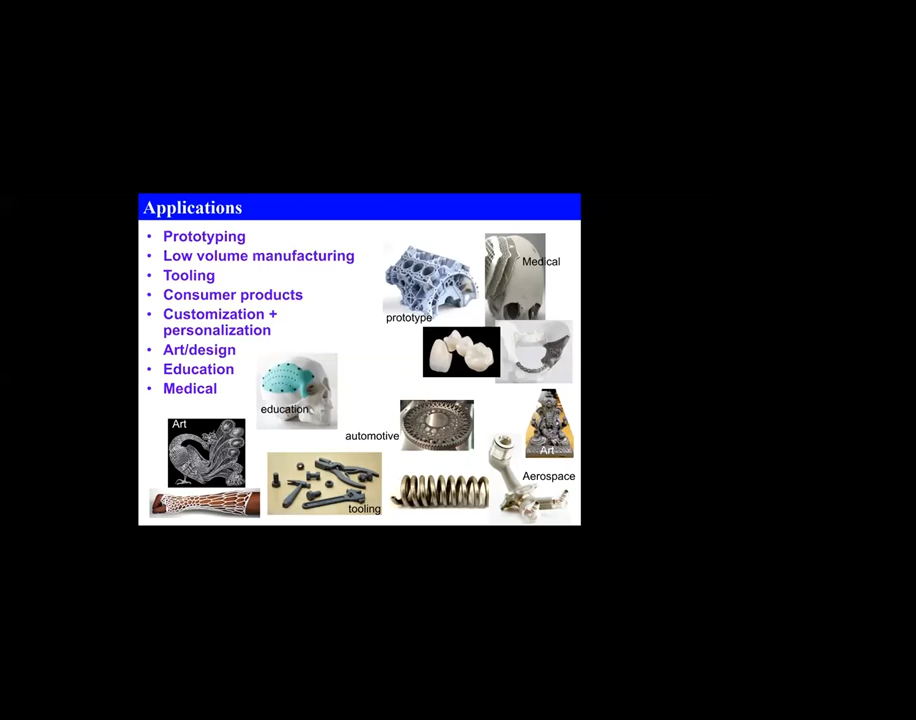 Applications
• Prototyping
• Low volume manufacturing
• Tooling
• Consumer products
• Customization +
personalization
• Art/design
• Education
• Medical
Medical
prototype
education
Art
automotive
Art
Aerospace
tooling